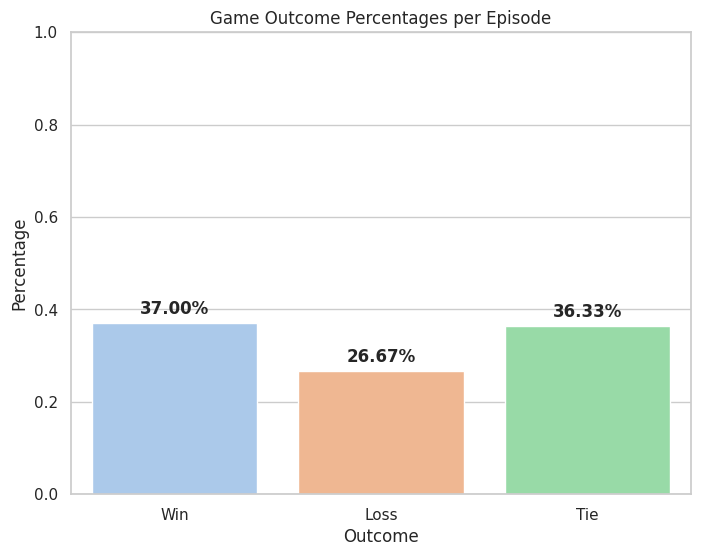 Game Outcome Percentages per Episode
1.0
0.8
0.6
0.4
0.2
0.0
Percentage
37.00%
26.67%
36.33%
Win
Loss
Tie
Outcome